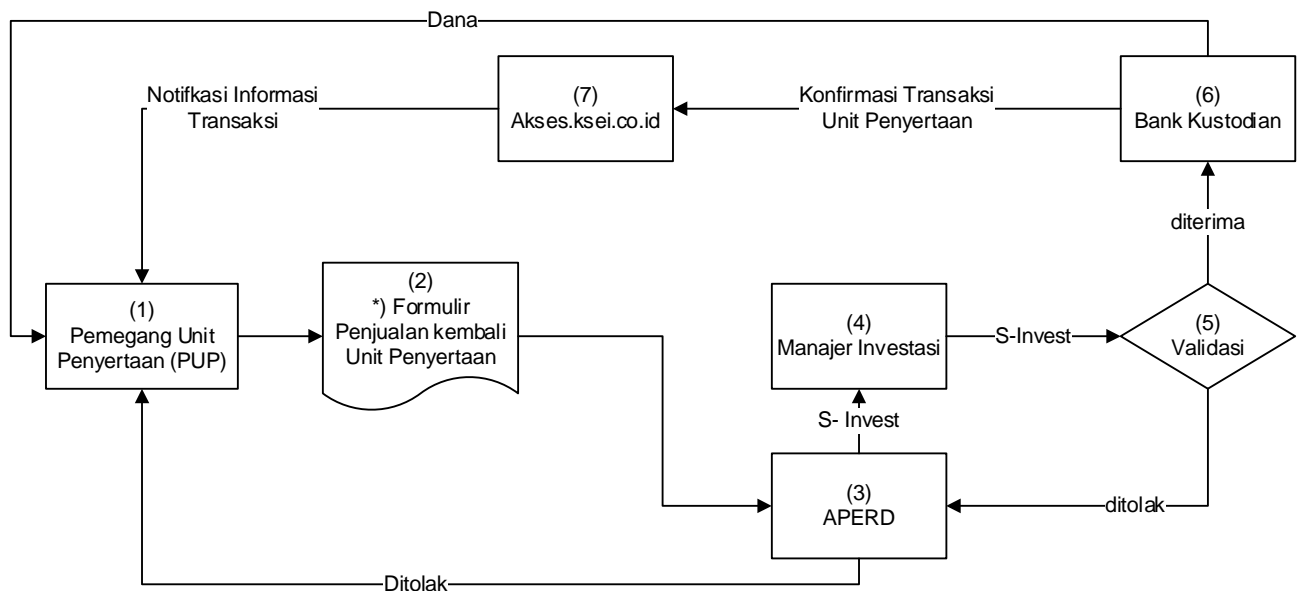 Dana
(7)
Akses.ksei.co.id
Notifkasi Informasi
Transaksi
Konfirmasi Transaksi
Unit Penyertaan
(6)
Bank Kustodian
diterima
(1)
Pemegang Unit
Penyertaan (PUP)
(2)
*) Formulir
Penjualan kembali
Unit Penyertaan
(4)
Manajer Investasi
S-Invest
(5)
Validasi
S- Invest
(3)
APERD
ditolak
Ditolak